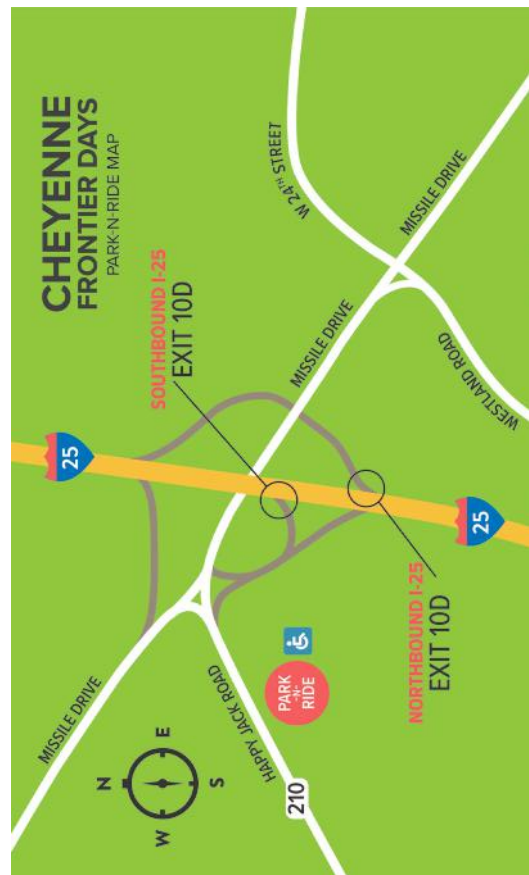 CHEYENNE
FRONTIER DAYS
PARK-N-RIDE MAP
W 24TH STREET
MISSILE DRIVE
SOUTHBOUND I-25
EXIT 10D
25
MISSILE DRIVE
WESTLAND ROAD
MISSILE DRIVE
HAPPY JACK ROAD
210
PARK
-N-
RIDE
NORTHBOUND I-25
EXIT 10D
25
N
W
E
S